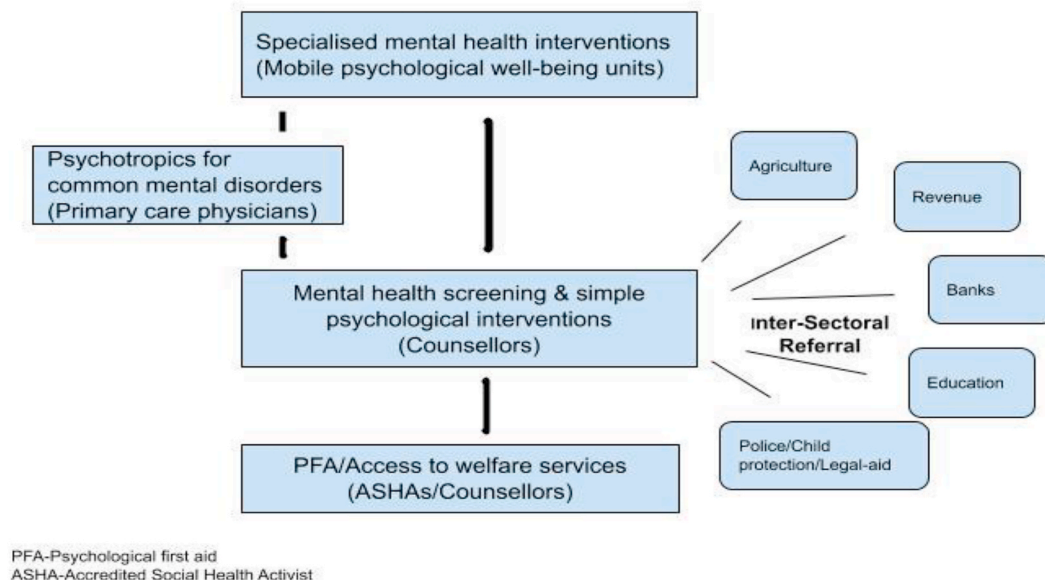 Specialised mental health interventions
(Mobile psychological well-being units)
Psychotropics for
common mental disorders
(Primary care physicians)
Agriculture
Revenue
Mental health screening & simple
psychological interventions
(Counsellors)
Banks
Inter-Sectoral
Referral
Education
Police/Child
protection/Legal-aid
PFA/Access to welfare services
(ASHAs/Counsellors)
PFA-Psychological first aid
ASHA-Accredited Social Health Activist